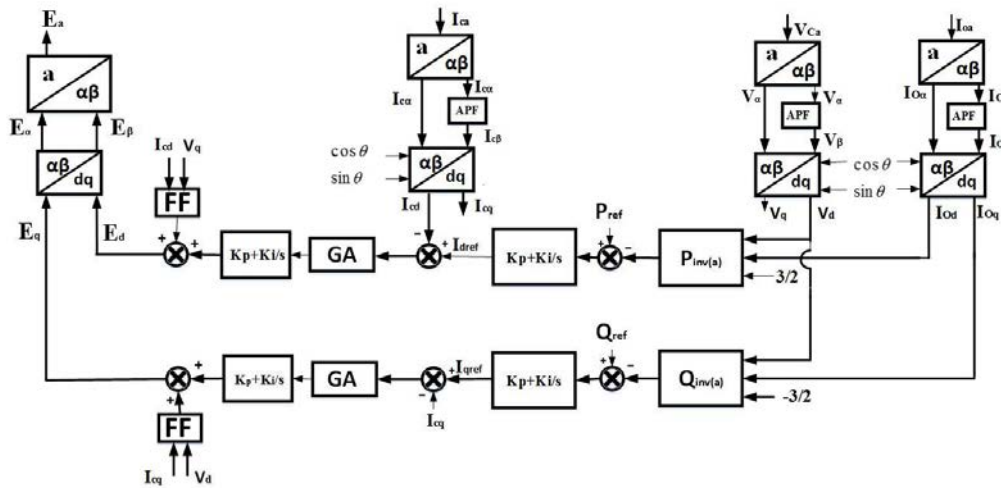 Ea
a
αβ
Eα
Eβ
αβ
dq
Eq
Ed
Icd
Vq
FF
+
+
Kp+Ki/s
GA
Ica
a
αβ
Icα
Icα
APF
Icβ
cos θ
sin θ
αβ
dq
Icd
Icq
-
+
Idref
Kp+Ki/s
Pref
+
-
Pinv(a)
3/2
VCa
a
αβ
Vα
Vα
APF
Vβ
αβ
dq
Vq
Vd
cos θ
sin θ
Ioa
a
αβ
IOα
APF
αβ
dq
IOd
IOq
+
+
FF
Icq
Vd
Kp+Ki/s
GA
+
-
Iqref
Icq
Kp+Ki/s
Qref
+
-
Qinv(a)
-3/2